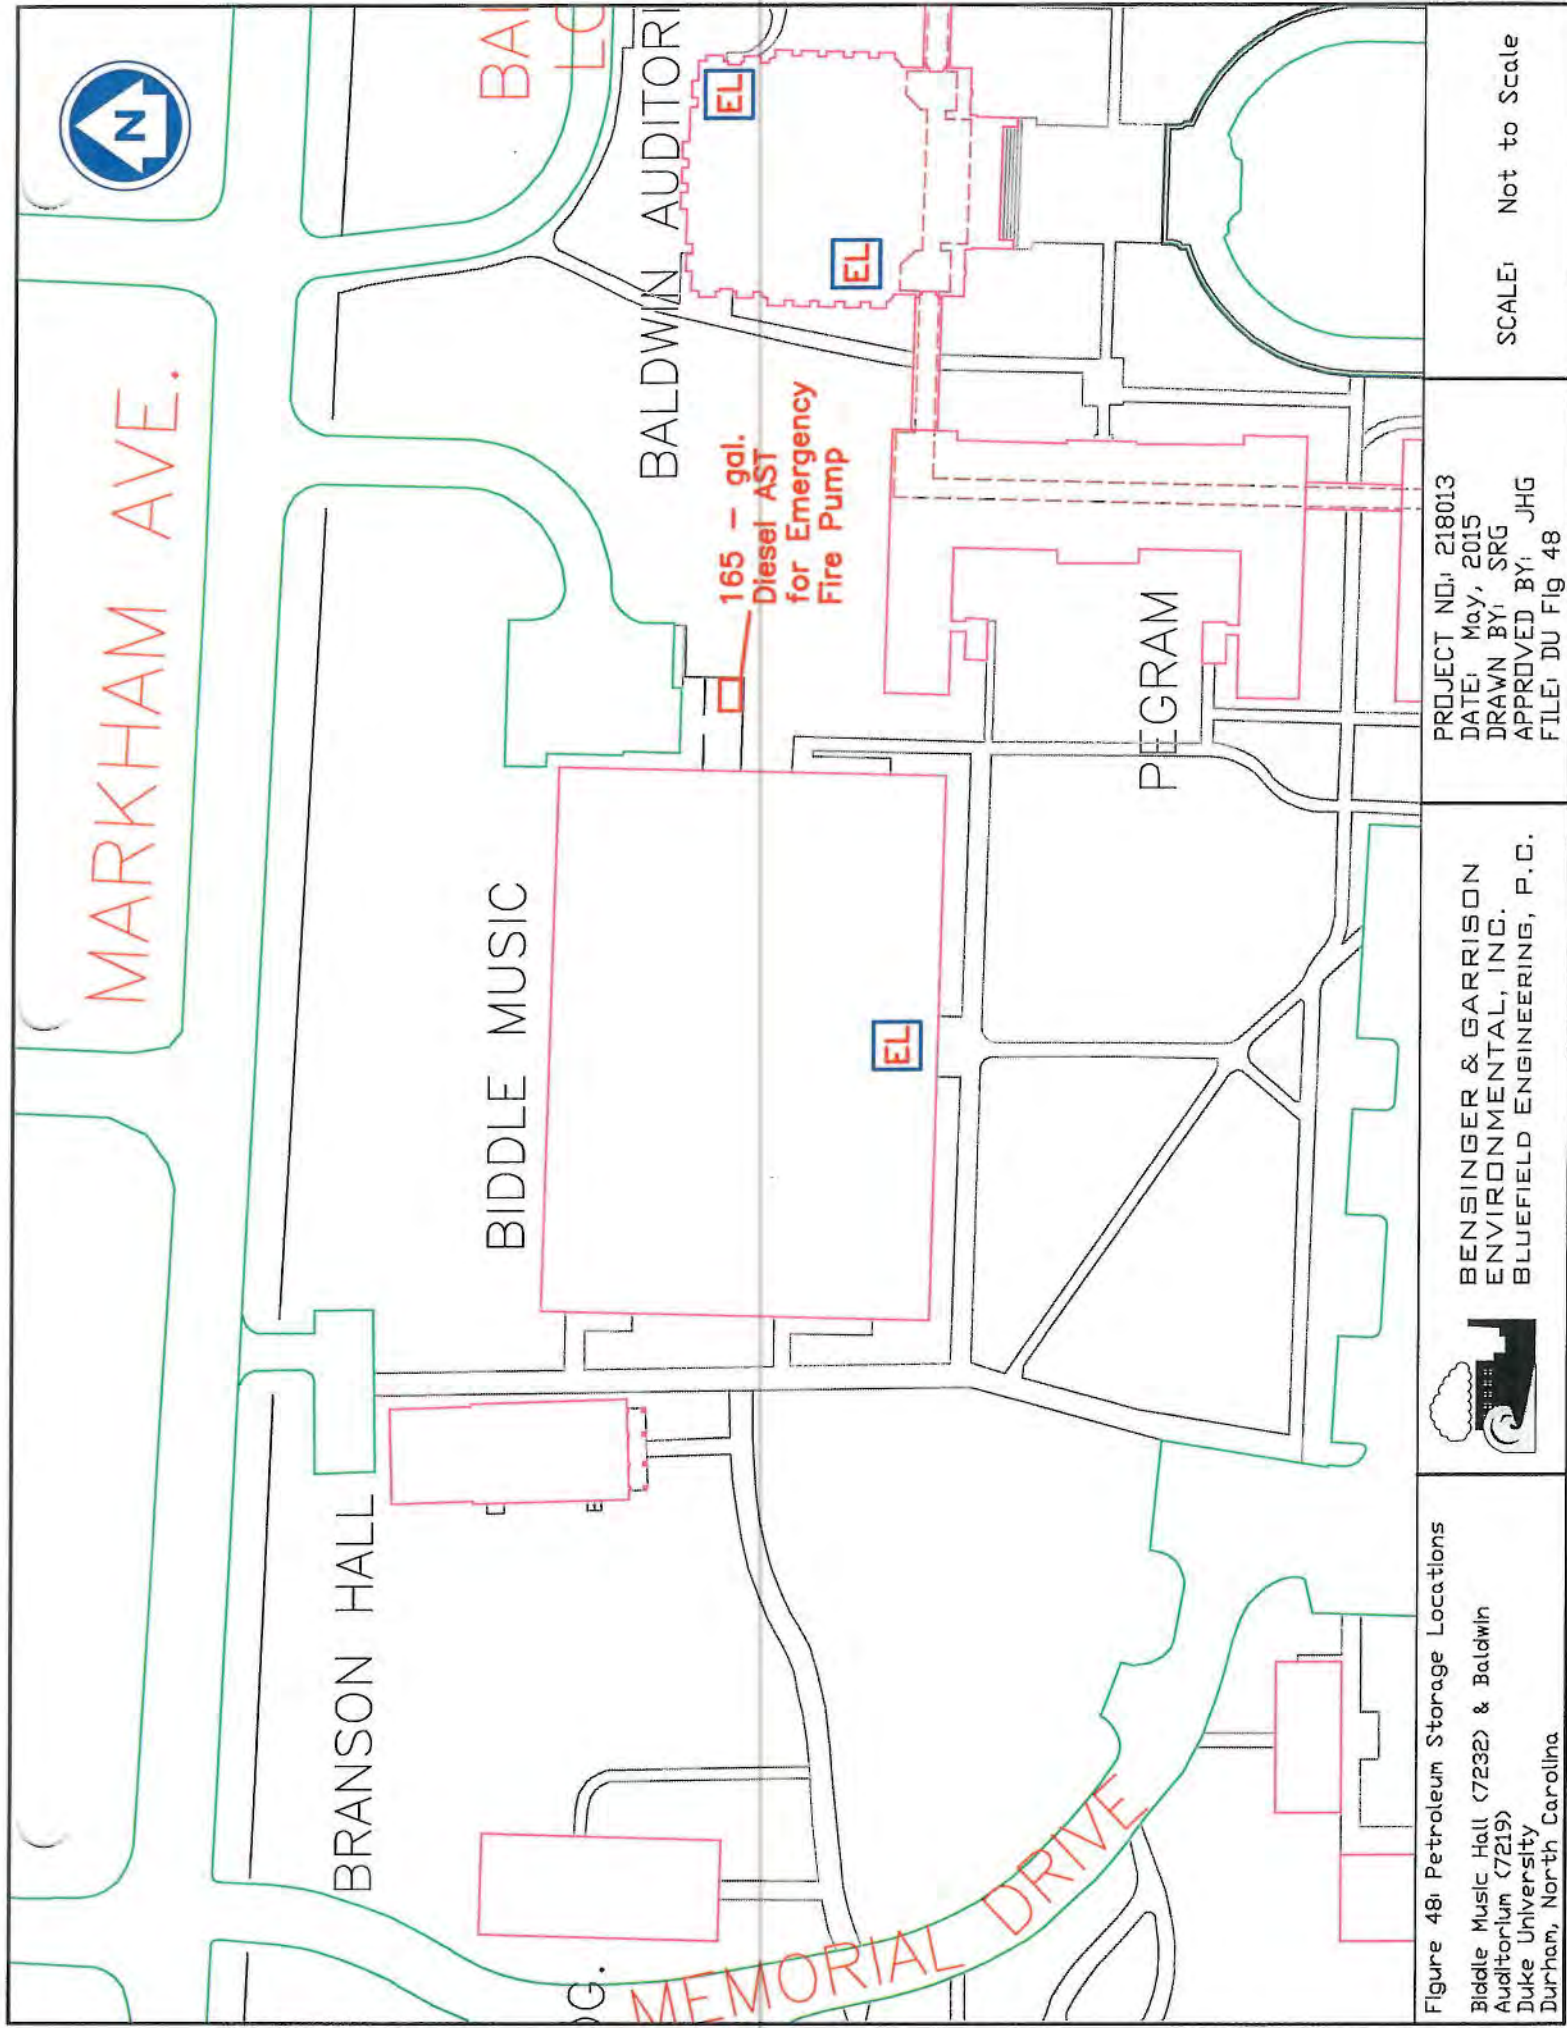 N
MARKHAM AVE.
BAL
LO
BALDWIN AUDITORI
EL
EL
165 - gal.
Diesel AST
for Emergency
Fire Pump
BIDDLE MUSIC
EL
PEGRAM
BRANSON HALL
DG.
MEMORIAL DRIVE
Figure 48: Petroleum Storage Locations
Biddle Music Hall (7232) & Baldwin
Auditorium (7219)
Duke University
Durham, North Carolina
BENSINGER & GARRISON
ENVIRONMENTAL, INC.
BLUEFIELD ENGINEERING, P.C.
PROJECT NO.: 218013
DATE: May, 2015
DRAWN BY: SRG
APPROVED BY: JHG
FILE: DU Fig 48
SCALE: Not to Scale